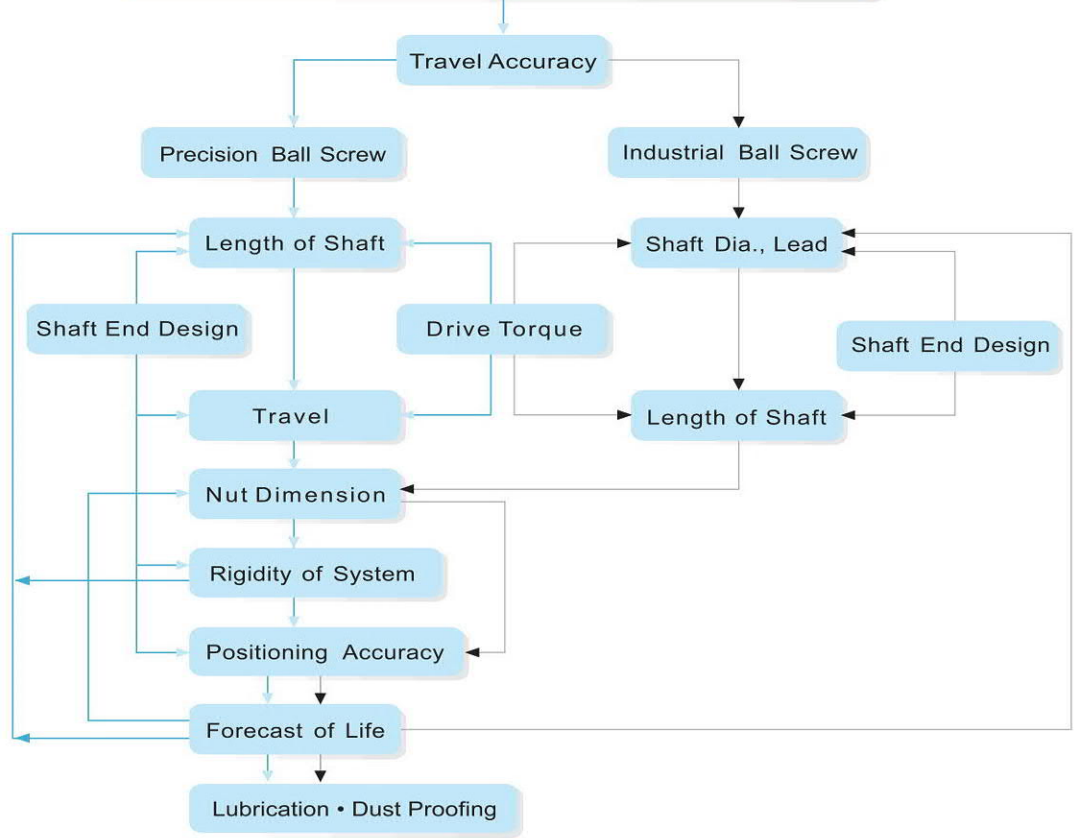 Travel Accuracy
Precision Ball Screw
Industrial Ball Screw
Length of Shaft
Shaft Dia., Lead
Shaft End Design
Drive Torque
Shaft End Design
Travel
Length of Shaft
Nut Dimension
Rigidity of System
Positioning Accuracy
Forecast of Life
Lubrication • Dust Proofing